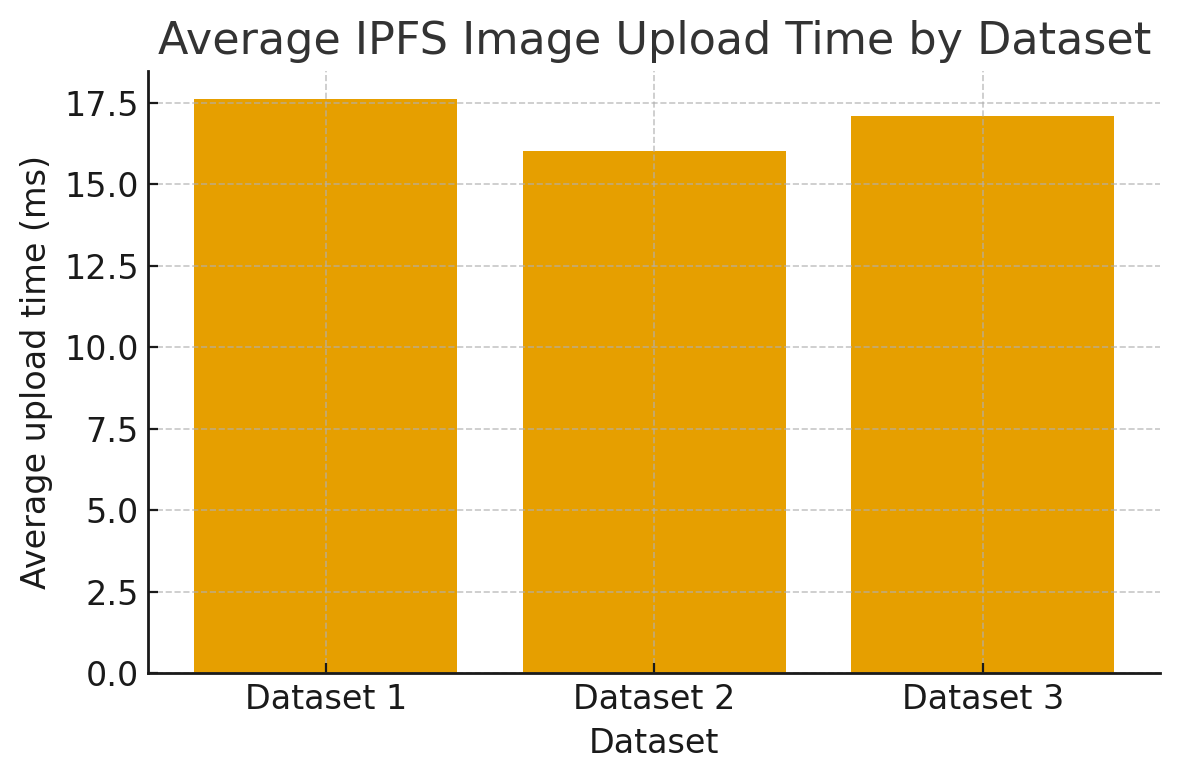 Average IPFS Image Upload Time by Dataset
Average upload time (ms)
17.5
15.0
12.5
10.0
7.5
5.0
2.5
0.0
Dataset 1
Dataset 2
Dataset 3
Dataset